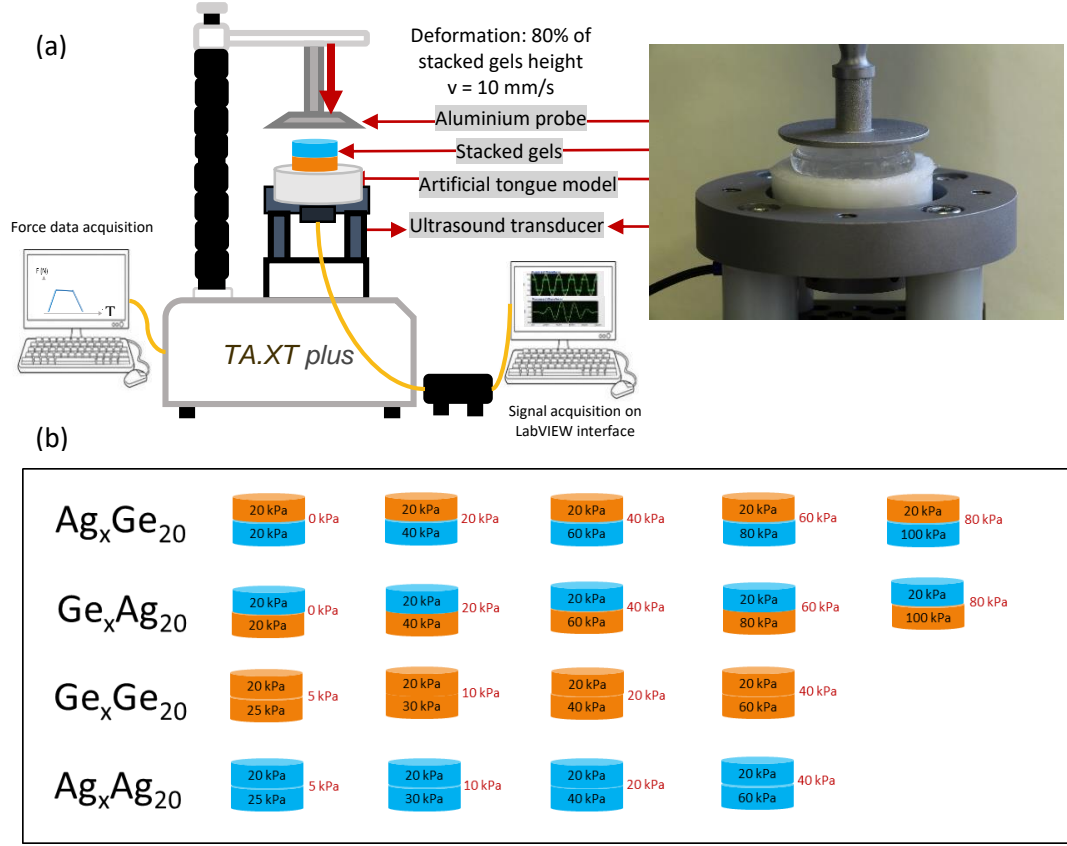 (a)
Deformation: 80% of
stacked gels height
v = 10 mm/s
Aluminium probe
Stacked gels
Artificial tongue model
Ultrasound transducer
Force data acquisition
F (N)
T
TA.XT plus
Signal acquisition on
LabVIEW interface
(b)
AgₓGe₂₀
20 kPa 20 kPa 20 kPa 20 kPa 20 kPa
0 kPa 20 kPa 40 kPa 60 kPa 80 kPa
20 kPa 40 kPa 60 kPa 80 kPa 100 kPa
GeₓAg₂₀
20 kPa 20 kPa 20 kPa 20 kPa 20 kPa
0 kPa 20 kPa 40 kPa 60 kPa 80 kPa
20 kPa 40 kPa 60 kPa 80 kPa 100 kPa
GeₓGe₂₀
20 kPa 20 kPa 20 kPa 20 kPa
5 kPa 10 kPa 20 kPa 40 kPa
25 kPa 30 kPa 40 kPa 60 kPa
AgₓAg₂₀
20 kPa 20 kPa 20 kPa 20 kPa
5 kPa 10 kPa 20 kPa 40 kPa
25 kPa 30 kPa 40 kPa 60 kPa